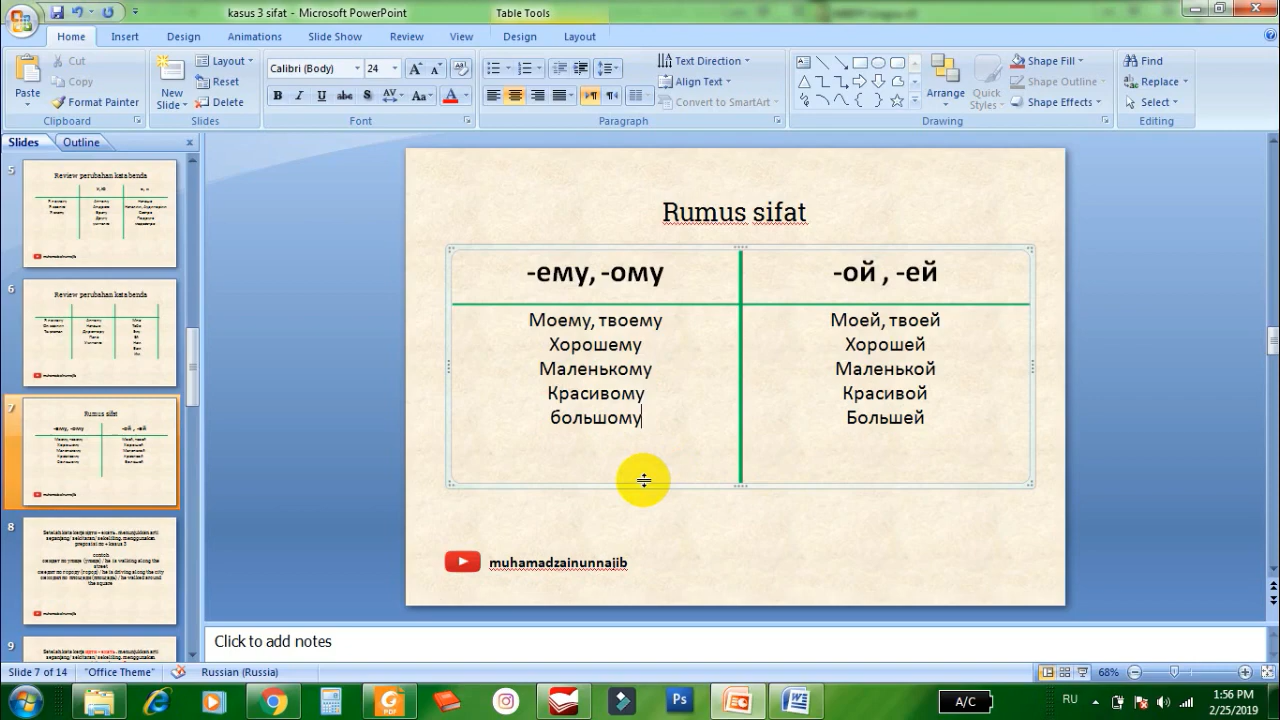 kasus 3 sifat - Microsoft PowerPoint
Table Tools
Home Insert Design Animations Slide Show Review View Design Layout
Cut
Copy
Format Painter
Paste
Clipboard
New Slide
Layout
Reset
Delete
Slides
Calibri (Body) 24
Font
Text Direction
Align Text
Convert to SmartArt
Paragraph
Arrange
Quick Styles
Shape Fill
Shape Outline
Shape Effects
Drawing
Find
Replace
Select
Editing
Slides Outline
5
Review perubahan kata benda
6
Review perubahan kata benda
7
Rumus sifat
8
9
Rumus sifat
-ему, -ому
-ой , -ей
Моему, твоему
Хорошему
Маленькому
Красивому
большому
Моей, твоей
Хорошей
Маленькой
Красивой
Большей
muhamadzainunnajib
Click to add notes
Slide 7 of 14 "Office Theme" Russian (Russia) 68%
A/C
RU
1:56 PM
2/25/2019